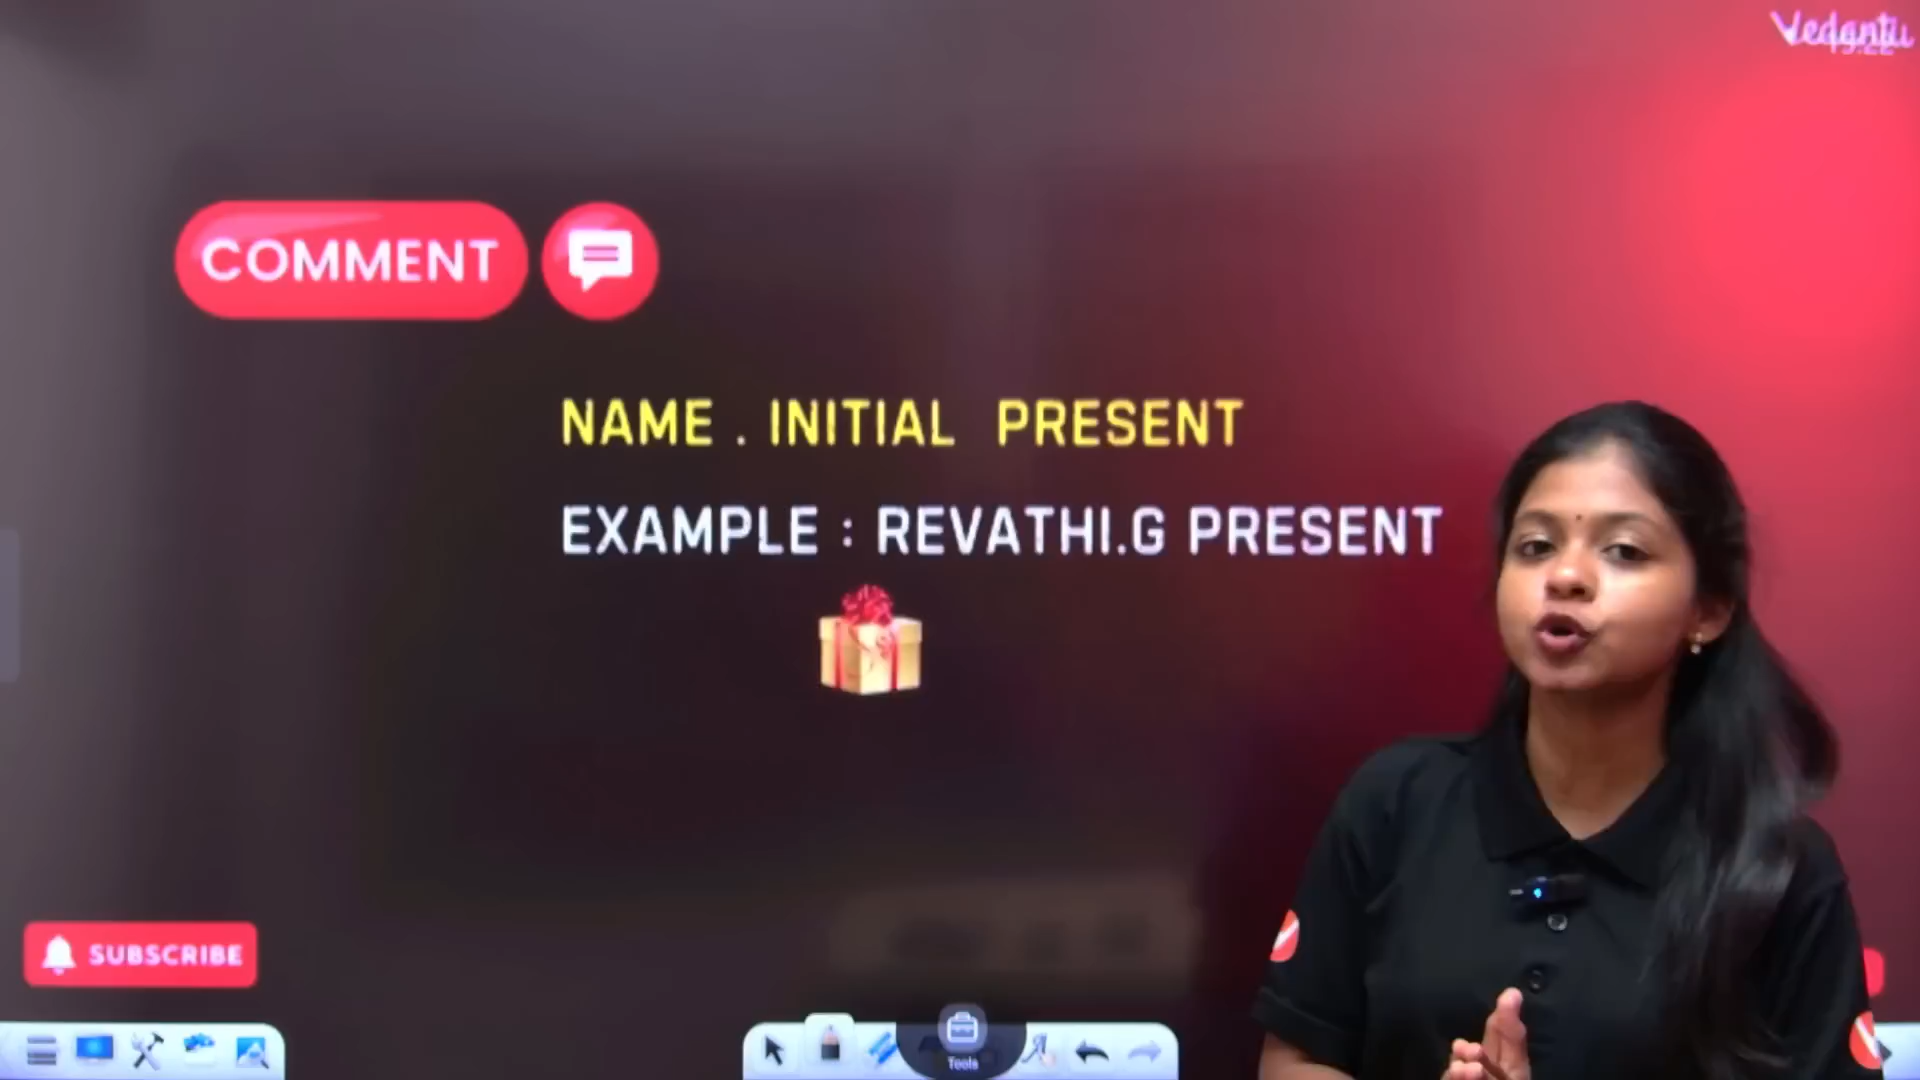 Vedantu
COMMENT
NAME . INITIAL PRESENT
EXAMPLE : REVATHI.G PRESENT
SUBSCRIBE
Tools